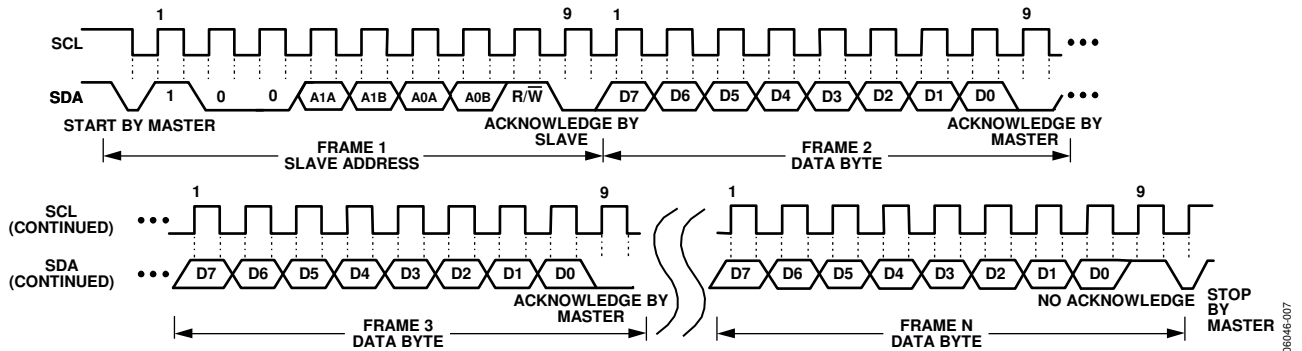 1 9 1 9
SCL
SDA
1 0 0 A1A A1B A0A A0B R/W̅ D7 D6 D5 D4 D3 D2 D1 D0
START BY MASTER
ACKNOWLEDGE BY
SLAVE
ACKNOWLEDGE BY
MASTER
FRAME 1
SLAVE ADDRESS
FRAME 2
DATA BYTE
1 9 1 9
SCL
(CONTINUED)
SDA
(CONTINUED)
D7 D6 D5 D4 D3 D2 D1 D0 D7 D6 D5 D4 D3 D2 D1 D0
ACKNOWLEDGE BY
MASTER
NO ACKNOWLEDGE
STOP
BY
MASTER
FRAME 3
DATA BYTE
FRAME N
DATA BYTE
06046-007